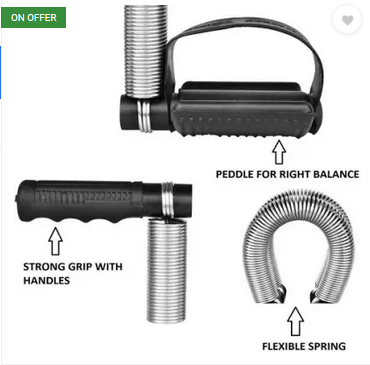 ON OFFER
PEDDLE FOR RIGHT BALANCE
STRONG GRIP WITH
HANDLES
FLEXIBLE SPRING